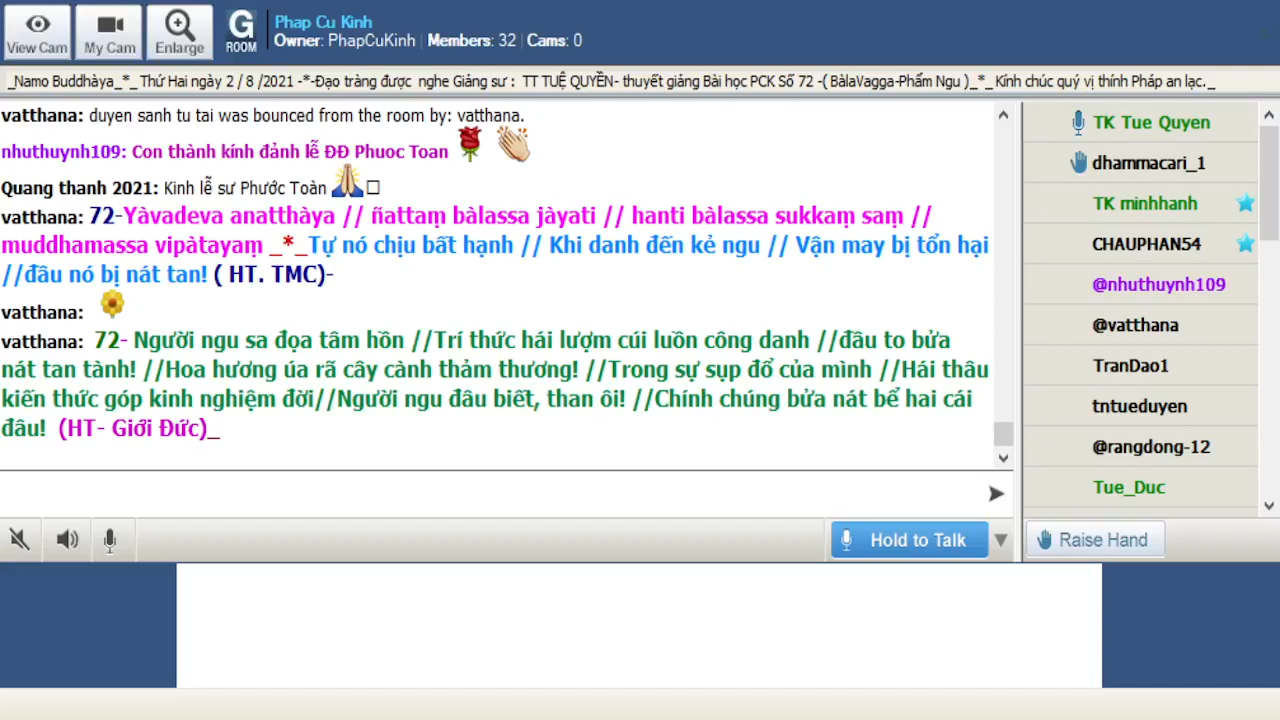 View Cam
My Cam
Enlarge
G
ROOM
Phap Cu Kinh
Owner: PhapCuKinh | Members: 32 | Cams: 0
_Namo Buddhàya_*_Thứ Hai ngày 2 / 8 /2021 -*-Đạo tràng được nghe Giảng sư : TT TUỆ QUYỀN- thuyết giảng Bài học PCK Số 72 -( BàlaVagga-Phẩm Ngu )_*_Kính chúc quý vị thính Pháp an lạc._
vatthana: duyen sanh tu tai was bounced from the room by: vatthana.
nhuthuynh109: Con thành kính đảnh lễ ĐĐ Phuoc Toan
Quang thanh 2021: Kinh lễ sư Phước Toàn
vatthana: 72-Yàvadeva anatthàya // ñattaṃ bàlassa jàyati // hanti bàlassa sukkaṃ saṃ //
muddhamassa vipàtayaṃ _*_Tự nó chịu bất hạnh // Khi danh đến kẻ ngu // Vận may bị tổn hại
//đầu nó bị nát tan! ( HT. TMC)-
vatthana:
vatthana: 72- Người ngu sa đọa tâm hồn //Trí thức hái lượm cúi luồn công danh //đầu to bửa
nát tan tành! //Hoa hương úa rã cây cành thảm thương! //Trong sự sụp đổ của mình //Hái thâu
kiến thức góp kinh nghiệm đời//Người ngu đâu biết, than ôi! //Chính chúng bửa nát bể hai cái
đầu! (HT- Giới Đức)_
TK Tue Quyen
dhammacari_1
TK minhhanh
CHAUPHAN54
@nhuthuynh109
@vatthana
TranDao1
tntueduyen
@rangdong-12
Tue_Duc
Hold to Talk
Raise Hand